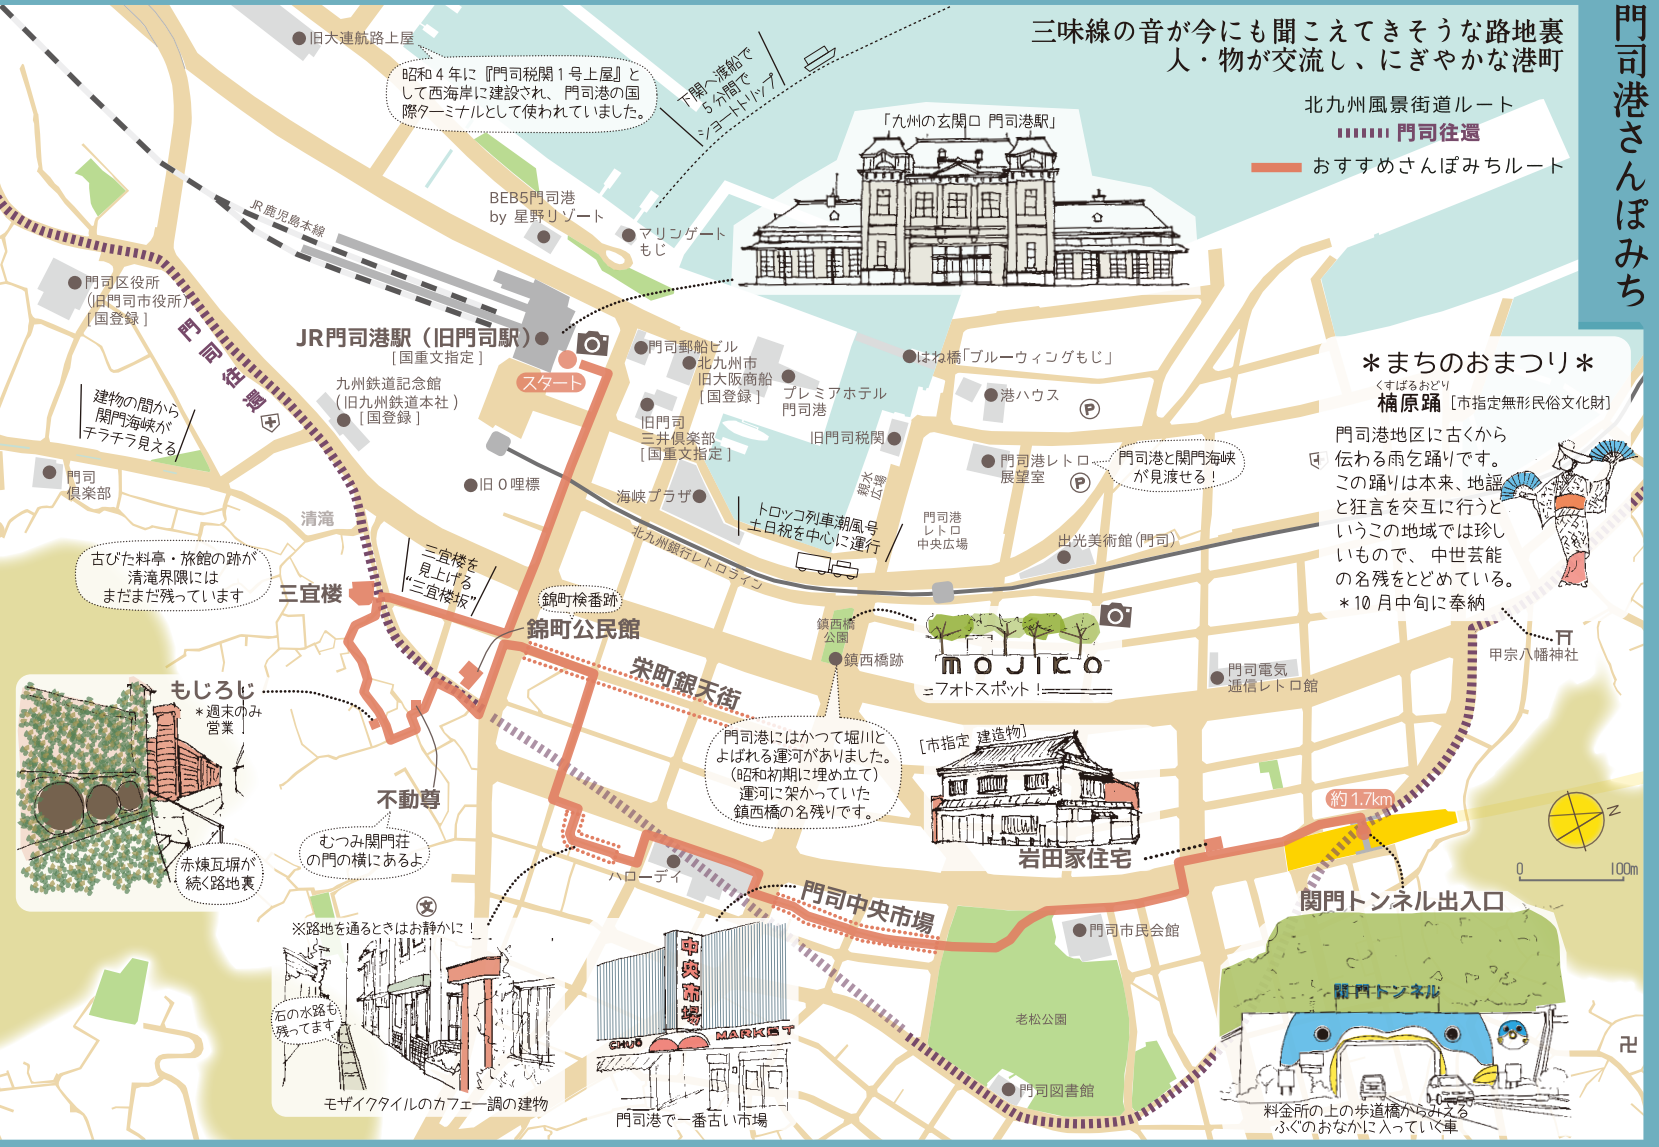 門司港さんぽみち
三味線の音が今にも聞こえてきそうな路地裏
人・物が交流し、にぎやかな港町
北九州風景街道ルート
門司往還
おすすめさんぽみちルート
旧大連航路上屋
昭和4年に『門司税関1号上屋』と
して西海岸に建設され、門司港の国
際ターミナルとして使われていました。
下関へ渡船で
5分間で
ショートトリップ♪
「九州の玄関口 門司港駅」
BEB5門司港
by 星野リゾート
マリンゲート
もじ
JR鹿児島本線
門司区役所
(旧門司市役所)
[国登録]
門司往還
JR門司港駅（旧門司駅）
[国重文指定]
スタート
九州鉄道記念館
(旧九州鉄道本社)
[国登録]
建物の間から
関門海峡が
チラチラ見える
門司
倶楽部
清滝
門司郵船ビル
北九州市
旧大阪商船
[国登録]
プレミアホテル
門司港
旧門司
三井倶楽部
[国重文指定]
旧門司税関
はね橋「ブルーウィングもじ」
港ハウス
P
門司港レトロ
展望室
P
門司港と関門海峡
が見渡せる！
親水
広場
旧0哩標
海峡プラザ
トロッコ列車潮風号
土日祝を中心に運行
北九州銀行レトロライン
門司港
レトロ
中央広場
出光美術館(門司)
＊まちのおまつり＊
くすばるおどり
楠原踊 [市指定無形民俗文化財]
門司港地区に古くから
伝わる雨乞踊りです。
この踊りは本来、地謡
と狂言を交互に行うと
いうこの地域では珍し
いもので、中世芸能
の名残をとどめている。
＊10月中旬に奉納
甲宗八幡神社
古びた料亭・旅館の跡が
清滝界隈には
まだまだ残っています
三宜楼
三宜楼を
見上げる
“三宜楼坂”
錦町検番跡
錦町公民館
栄町銀天街
鎮西橋
公園
鎮西橋跡
MOJIKO
フォトスポット！
門司電気
逓信レトロ館
もじろじ
＊週末のみ
営業
赤煉瓦塀が
続く路地裏
不動尊
むつみ関門荘
の門の横にあるよ
門司港にはかつて堀川と
よばれる運河がありました。
(昭和初期に埋め立て)
運河に架かっていた
鎮西橋の名残りです。
[市指定 建造物]
岩田家住宅
約1.7km
N
0 100m
関門トンネル出入口
ハローデイ
門司中央市場
文
※路地を通るときはお静かに！
石の水路も
残ってます
モザイクタイルのカフェー調の建物
中央市場
CHUO MARKET
門司港で一番古い市場
門司市民会館
老松公園
門司図書館
関門トンネル
料金所の上の歩道橋からみえる
ふぐのおなかに入っていく車
卍